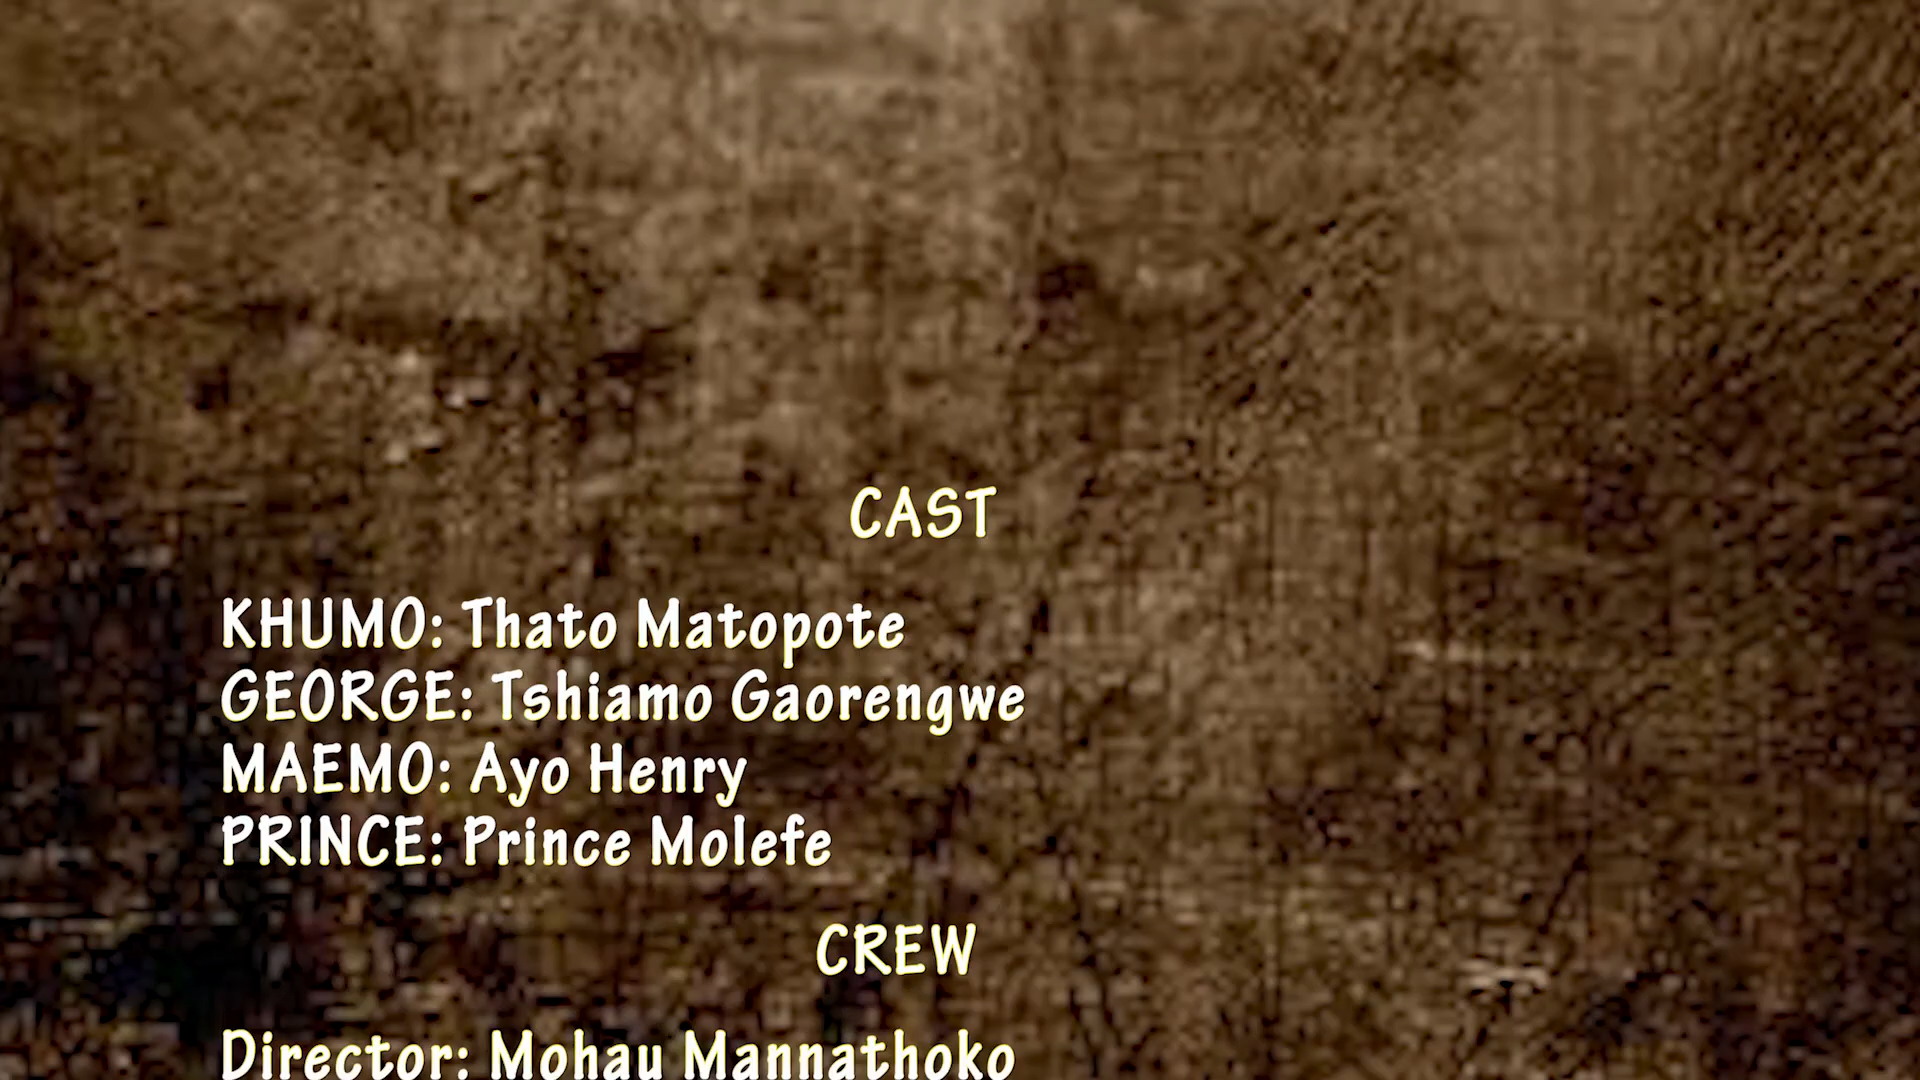 CAST
KHUMO: Thato Matopote
GEORGE: Tshiamo Gaorengwe
MAEMO: Ayo Henry
PRINCE: Prince Molefe
CREW
Director: Mohau Mannathoko